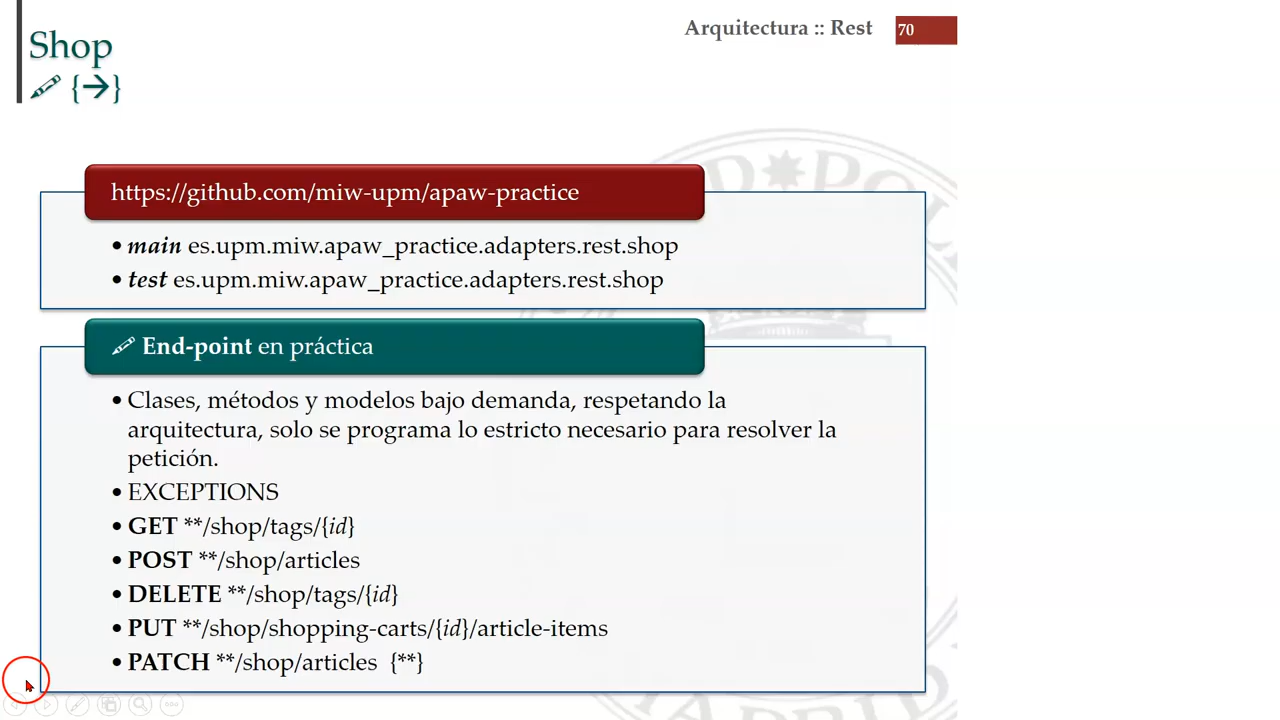 Arquitectura :: Rest 70
Shop
{→}
https://github.com/miw-upm/apaw-practice
• main es.upm.miw.apaw_practice.adapters.rest.shop
• test es.upm.miw.apaw_practice.adapters.rest.shop
End-point en práctica
• Clases, métodos y modelos bajo demanda, respetando la
arquitectura, solo se programa lo estricto necesario para resolver la
petición.
• EXCEPTIONS
• GET **/shop/tags/{id}
• POST **/shop/articles
• DELETE **/shop/tags/{id}
• PUT **/shop/shopping-carts/{id}/article-items
• PATCH **/shop/articles {**}